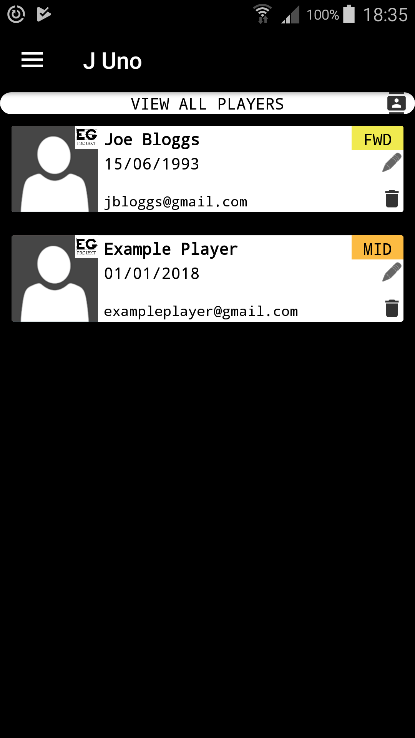 100% 18:35
J Uno
VIEW ALL PLAYERS
EG Joe Bloggs FWD
15/06/1993
jbloggs@gmail.com
EG Example Player MID
01/01/2018
exampleplayer@gmail.com